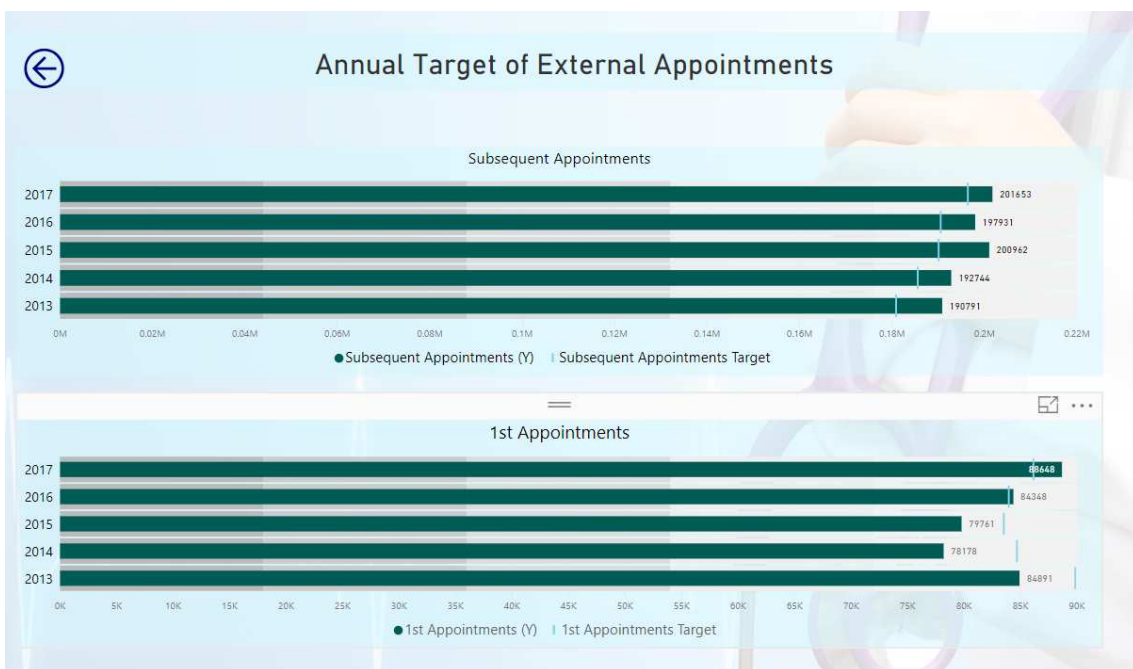 Annual Target of External Appointments
Subsequent Appointments
2017 201653
2016 197931
2015 200962
2014 192744
2013 190791
0M 0.02M 0.04M 0.06M 0.08M 0.1M 0.12M 0.14M 0.16M 0.18M 0.2M 0.22M
Subsequent Appointments (Y) Subsequent Appointments Target
1st Appointments
2017 88648
2016 84348
2015 79761
2014 78178
2013 84891
0K 5K 10K 15K 20K 25K 30K 35K 40K 45K 50K 55K 60K 65K 70K 75K 80K 85K 90K
1st Appointments (Y) 1st Appointments Target